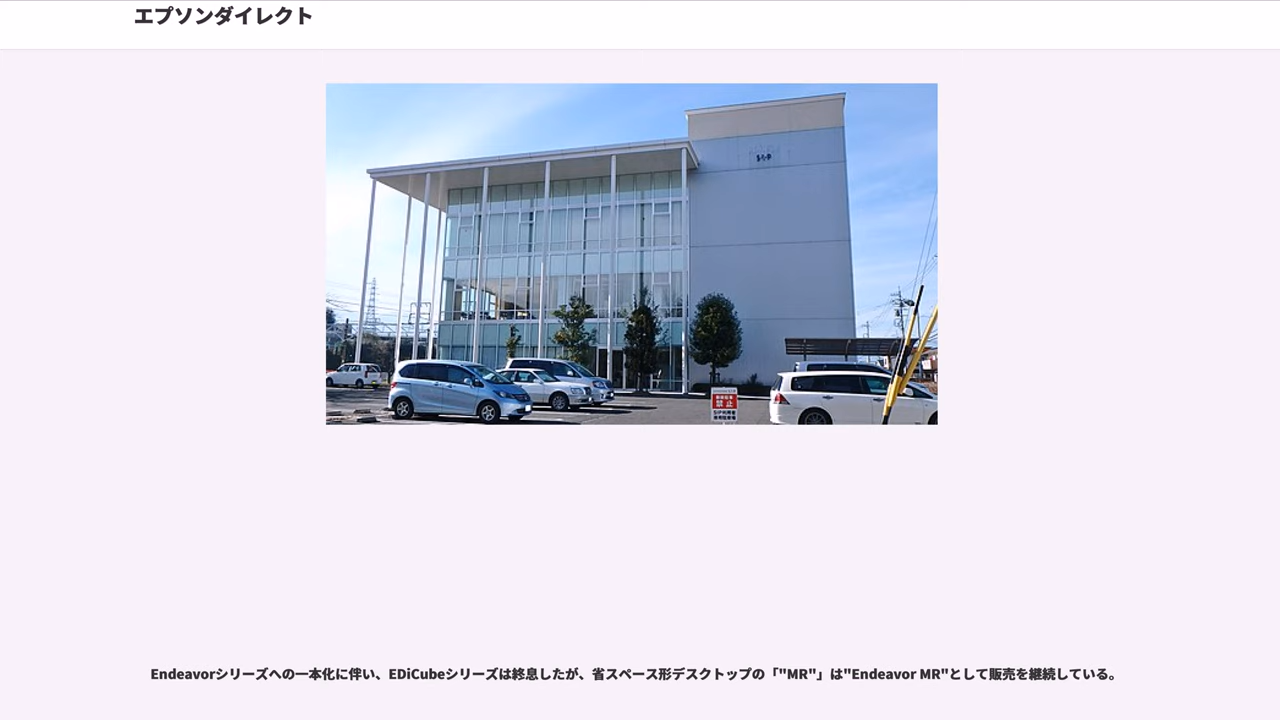 エプソンダイレクト
禁止
Endeavorシリーズへの一本化に伴い、EDiCubeシリーズは終息したが、省スペース形デスクトップの「"MR"」は"Endeavor MR"として販売を継続している。